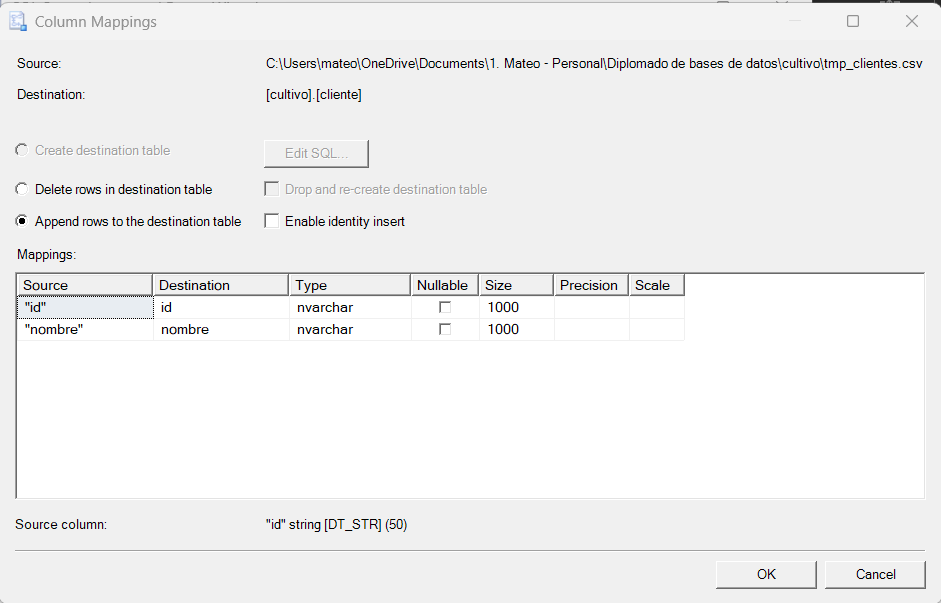 Column Mappings
Source: C:\Users\mateo\OneDrive\Documents\1. Mateo - Personal\Diplomado de bases de datos\cultivo\tmp_clientes.csv
Destination: [cultivo].[cliente]
Create destination table Edit SQL...
Delete rows in destination table Drop and re-create destination table
Append rows to the destination table Enable identity insert
Mappings:
Source Destination Type Nullable Size Precision Scale
"id" id nvarchar 1000
"nombre" nombre nvarchar 1000
Source column: "id" string [DT_STR] (50)
OK Cancel